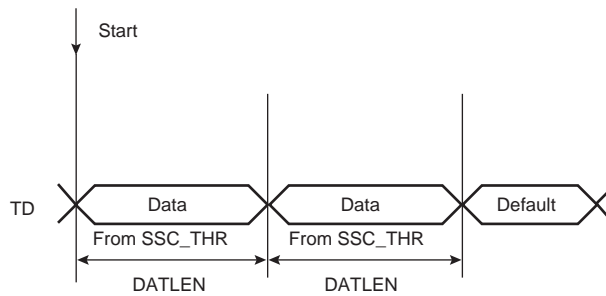 Start
TD
Data
Data
Default
From SSC_THR
From SSC_THR
DATLEN
DATLEN